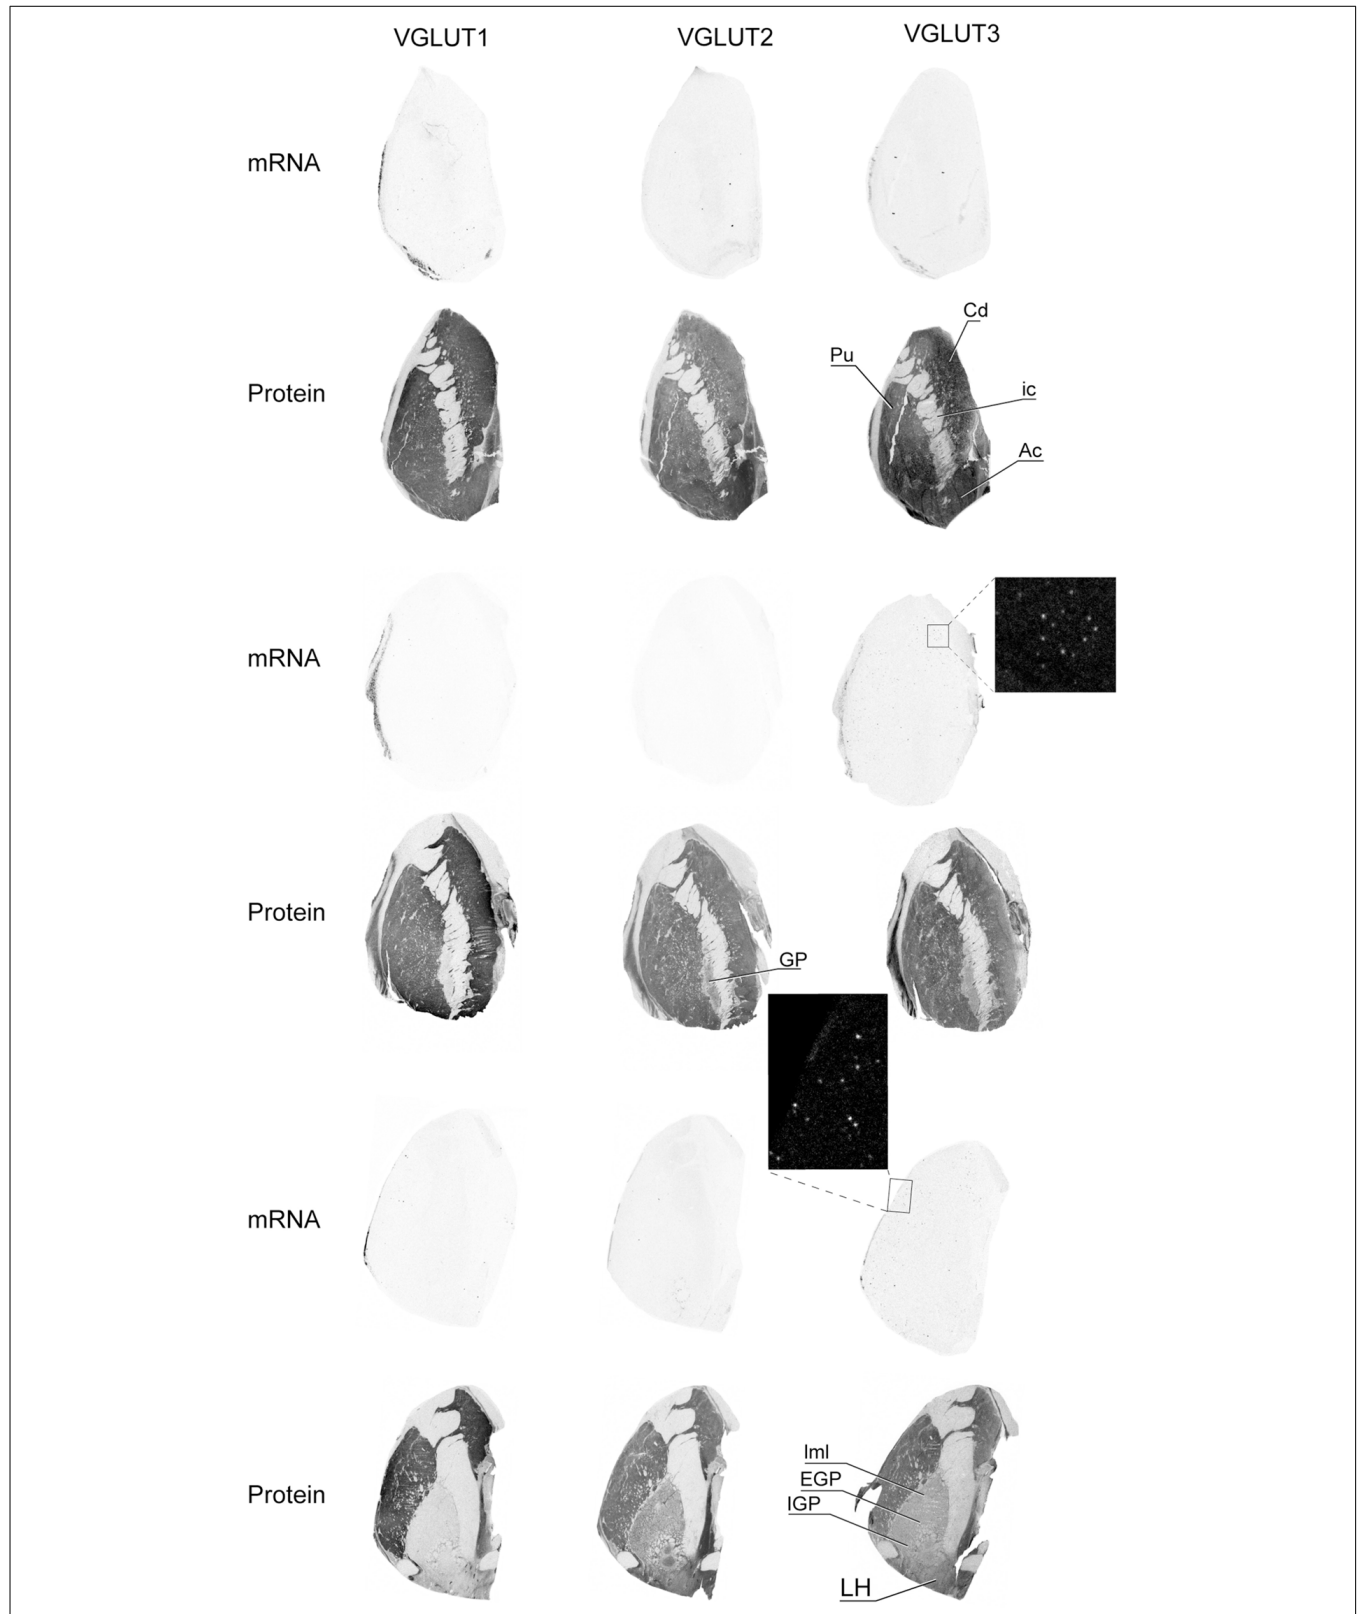 VGLUT1 VGLUT2 VGLUT3
mRNA
Cd
Pu
Protein
ic
Ac
mRNA
Protein
GP
mRNA
lml
EGP
Protein
IGP
LH